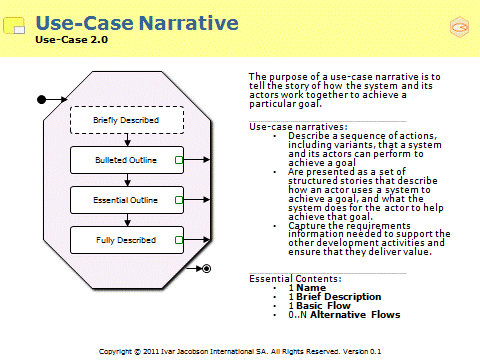 Use-Case Narrative
Use-Case 2.0
Briefly Described
Bulleted Outline
Essential Outline
Fully Described
The purpose of a use-case narrative is to
tell the story of how the system and its
actors work together to achieve a
particular goal.
Use-case narratives:
• Describe a sequence of actions,
including variants, that a system
and its actors can perform to
achieve a goal
• Are presented as a set of
structured stories that describe
how an actor uses a system to
achieve a goal, and what the
system does for the actor to help
achieve that goal.
• Capture the requirements
information needed to support the
other development activities and
ensure that they deliver value.
Essential Contents:
• 1 Name
• 1 Brief Description
• 1 Basic Flow
• 0..N Alternative Flows
Copyright © 2011 Ivar Jacobson International SA. All Rights Reserved. Version 0.1